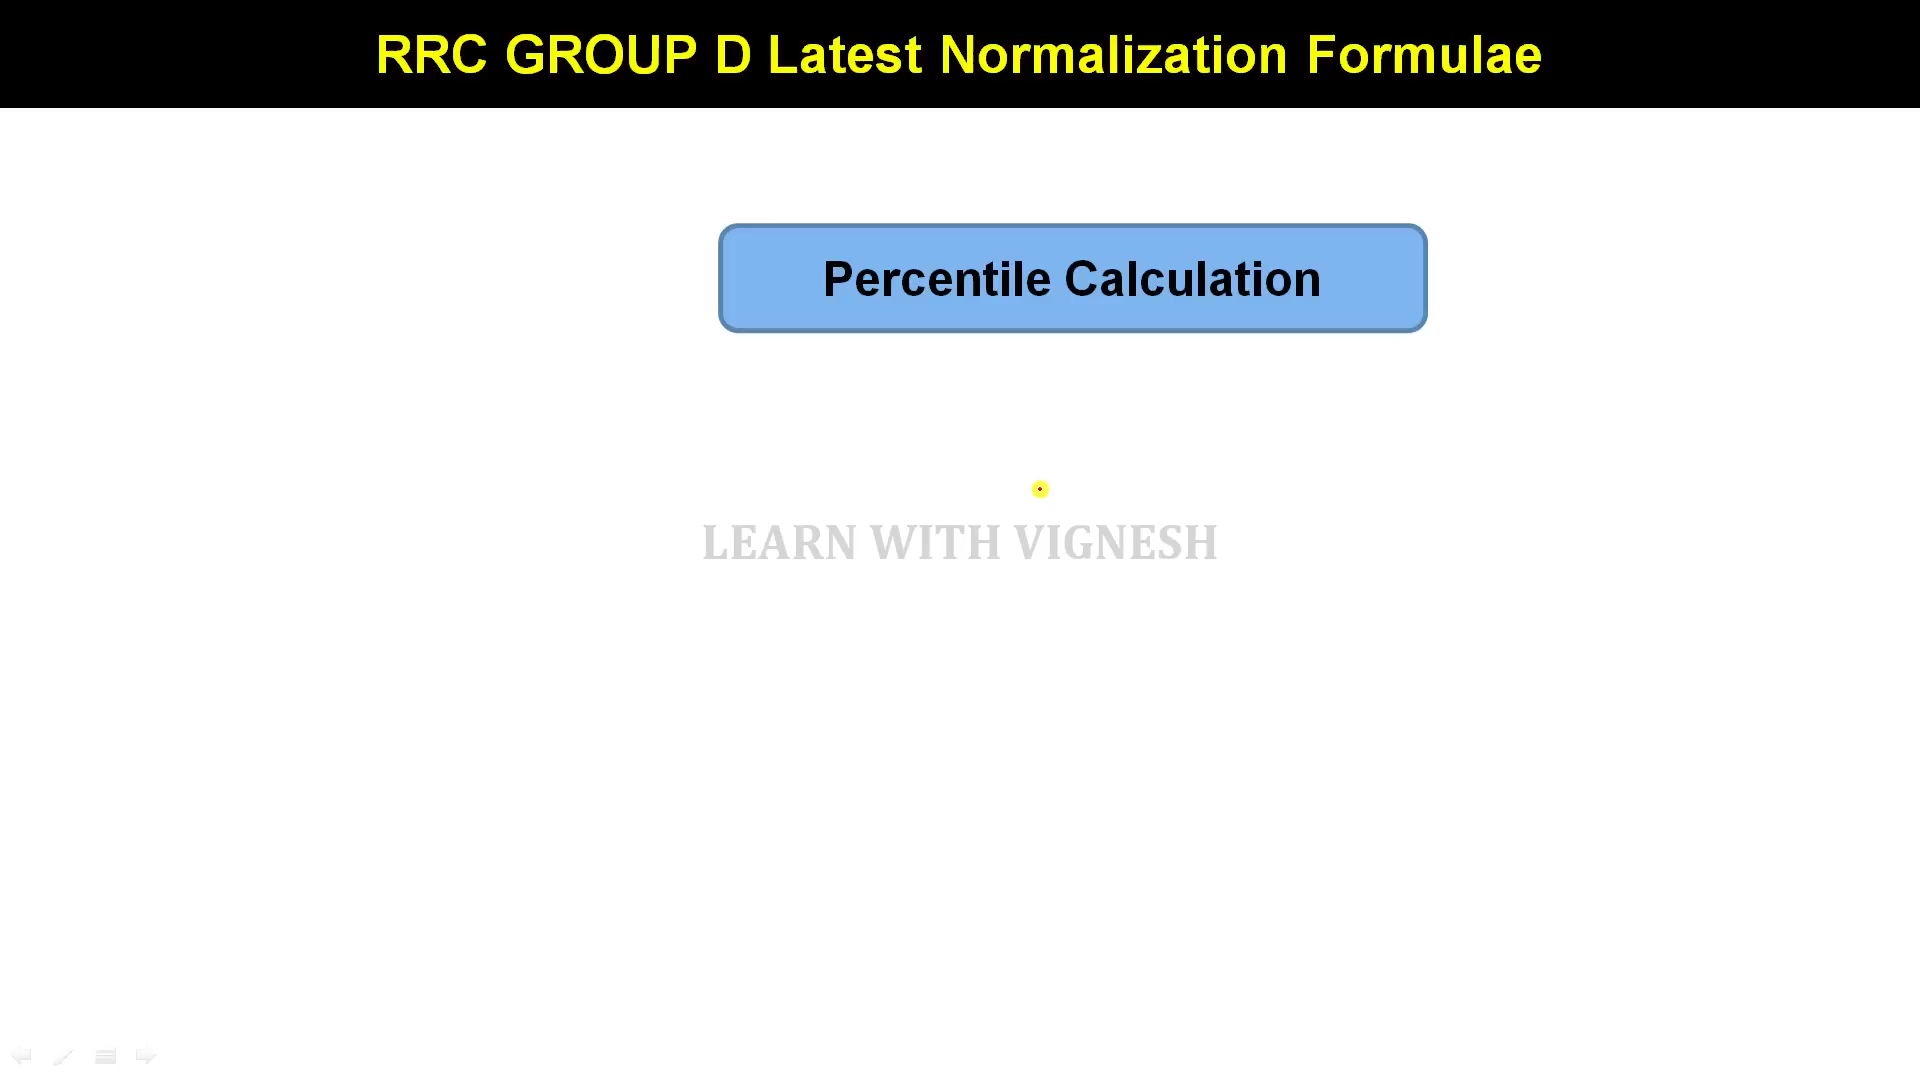 RRC GROUP D Latest Normalization Formulae
Percentile Calculation
LEARN WITH VIGNESH